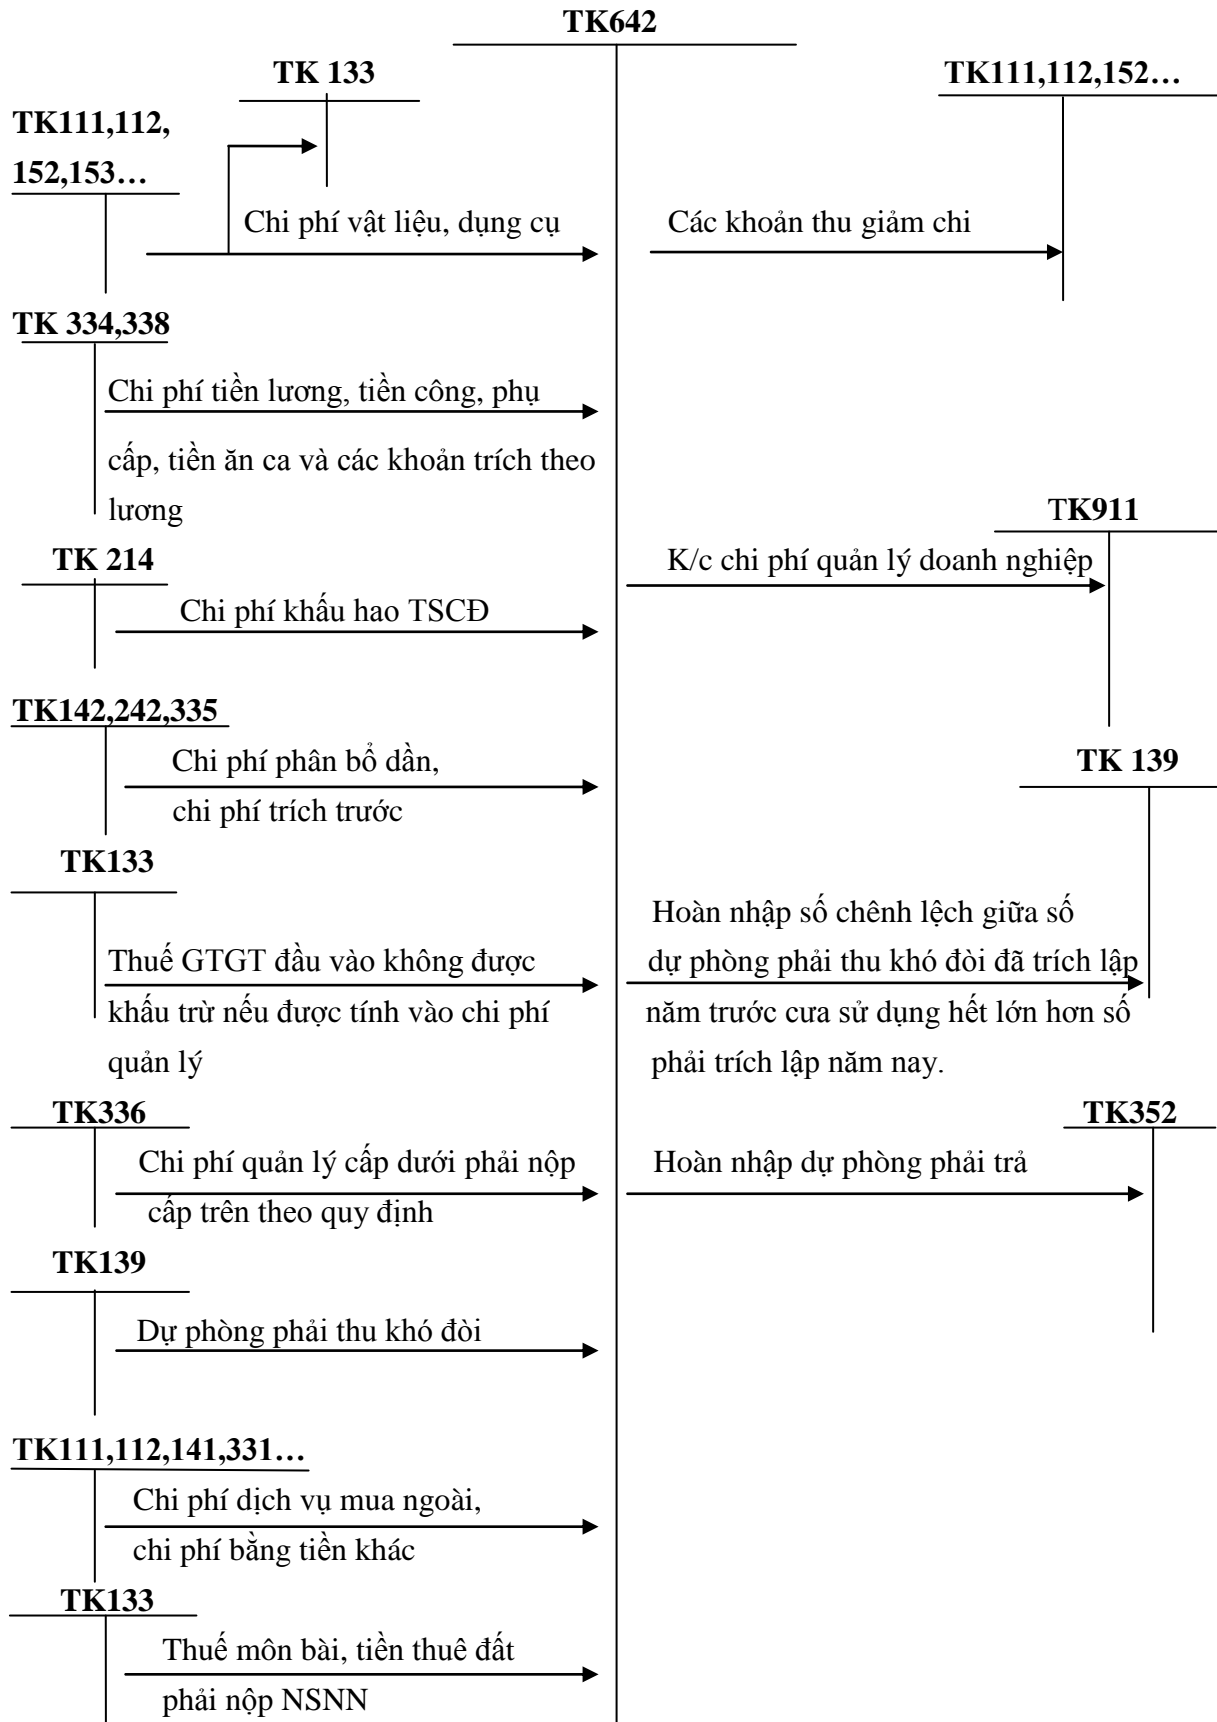 TK642
TK 133
TK111,112,152…
TK111,112,
152,153…
Chi phí vật liệu, dụng cụ
Các khoản thu giảm chi
TK 334,338
Chi phí tiền lương, tiền công, phụ
cấp, tiền ăn ca và các khoản trích theo
lương
TK911
TK 214
K/c chi phí quản lý doanh nghiệp
Chi phí khấu hao TSCĐ
TK142,242,335
Chi phí phân bổ dần,
chi phí trích trước
TK 139
TK133
Thuế GTGT đầu vào không được
khấu trừ nếu được tính vào chi phí
quản lý
Hoàn nhập số chênh lệch giữa số
dự phòng phải thu khó đòi đã trích lập
năm trước cưa sử dụng hết lớn hơn số
phải trích lập năm nay.
TK336
TK352
Chi phí quản lý cấp dưới phải nộp
cấp trên theo quy định
Hoàn nhập dự phòng phải trả
TK139
Dự phòng phải thu khó đòi
TK111,112,141,331…
Chi phí dịch vụ mua ngoài,
chi phí bằng tiền khác
TK133
Thuế môn bài, tiền thuê đất
phải nộp NSNN